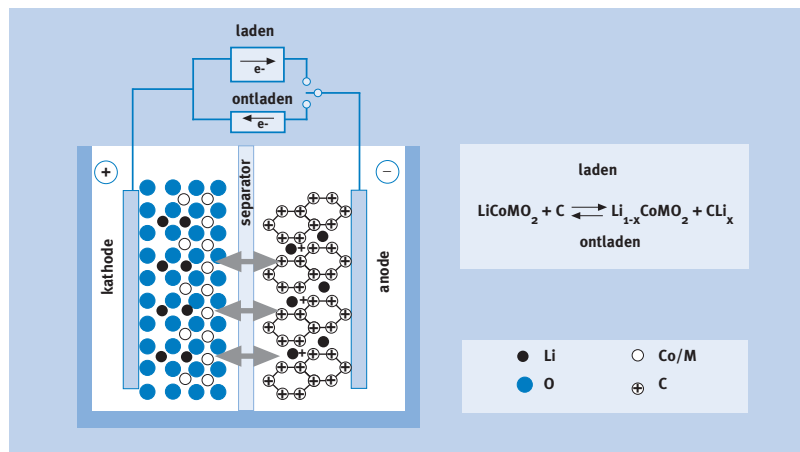 laden
e-
ontladen
e-
+
−
kathode
separator
anode
laden
LiCoMO₂ + C ⇌ Li₁₋ₓCoMO₂ + CLiₓ
ontladen
Li
Co/M
O
C